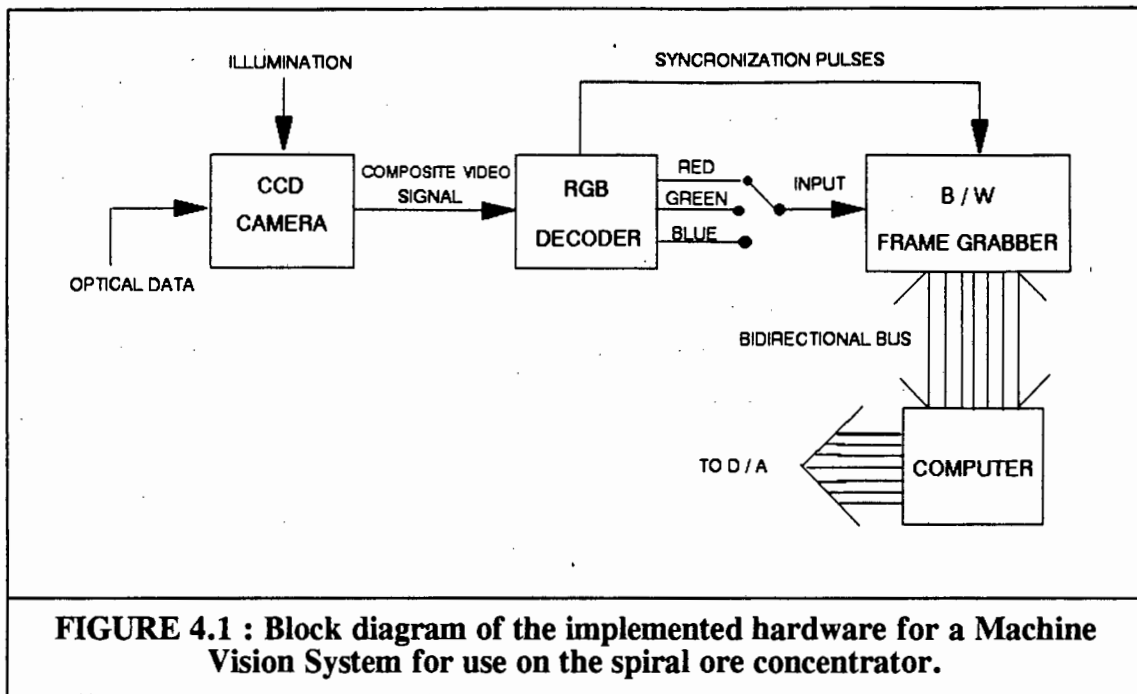 ILLUMINATION
SYNCRONIZATION PULSES
CCD
CAMERA
COMPOSITE VIDEO
SIGNAL
RGB
DECODER
RED
GREEN
BLUE
INPUT
B / W
FRAME GRABBER
OPTICAL DATA
BIDIRECTIONAL BUS
TO D / A
COMPUTER
FIGURE 4.1 : Block diagram of the implemented hardware for a Machine
Vision System for use on the spiral ore concentrator.